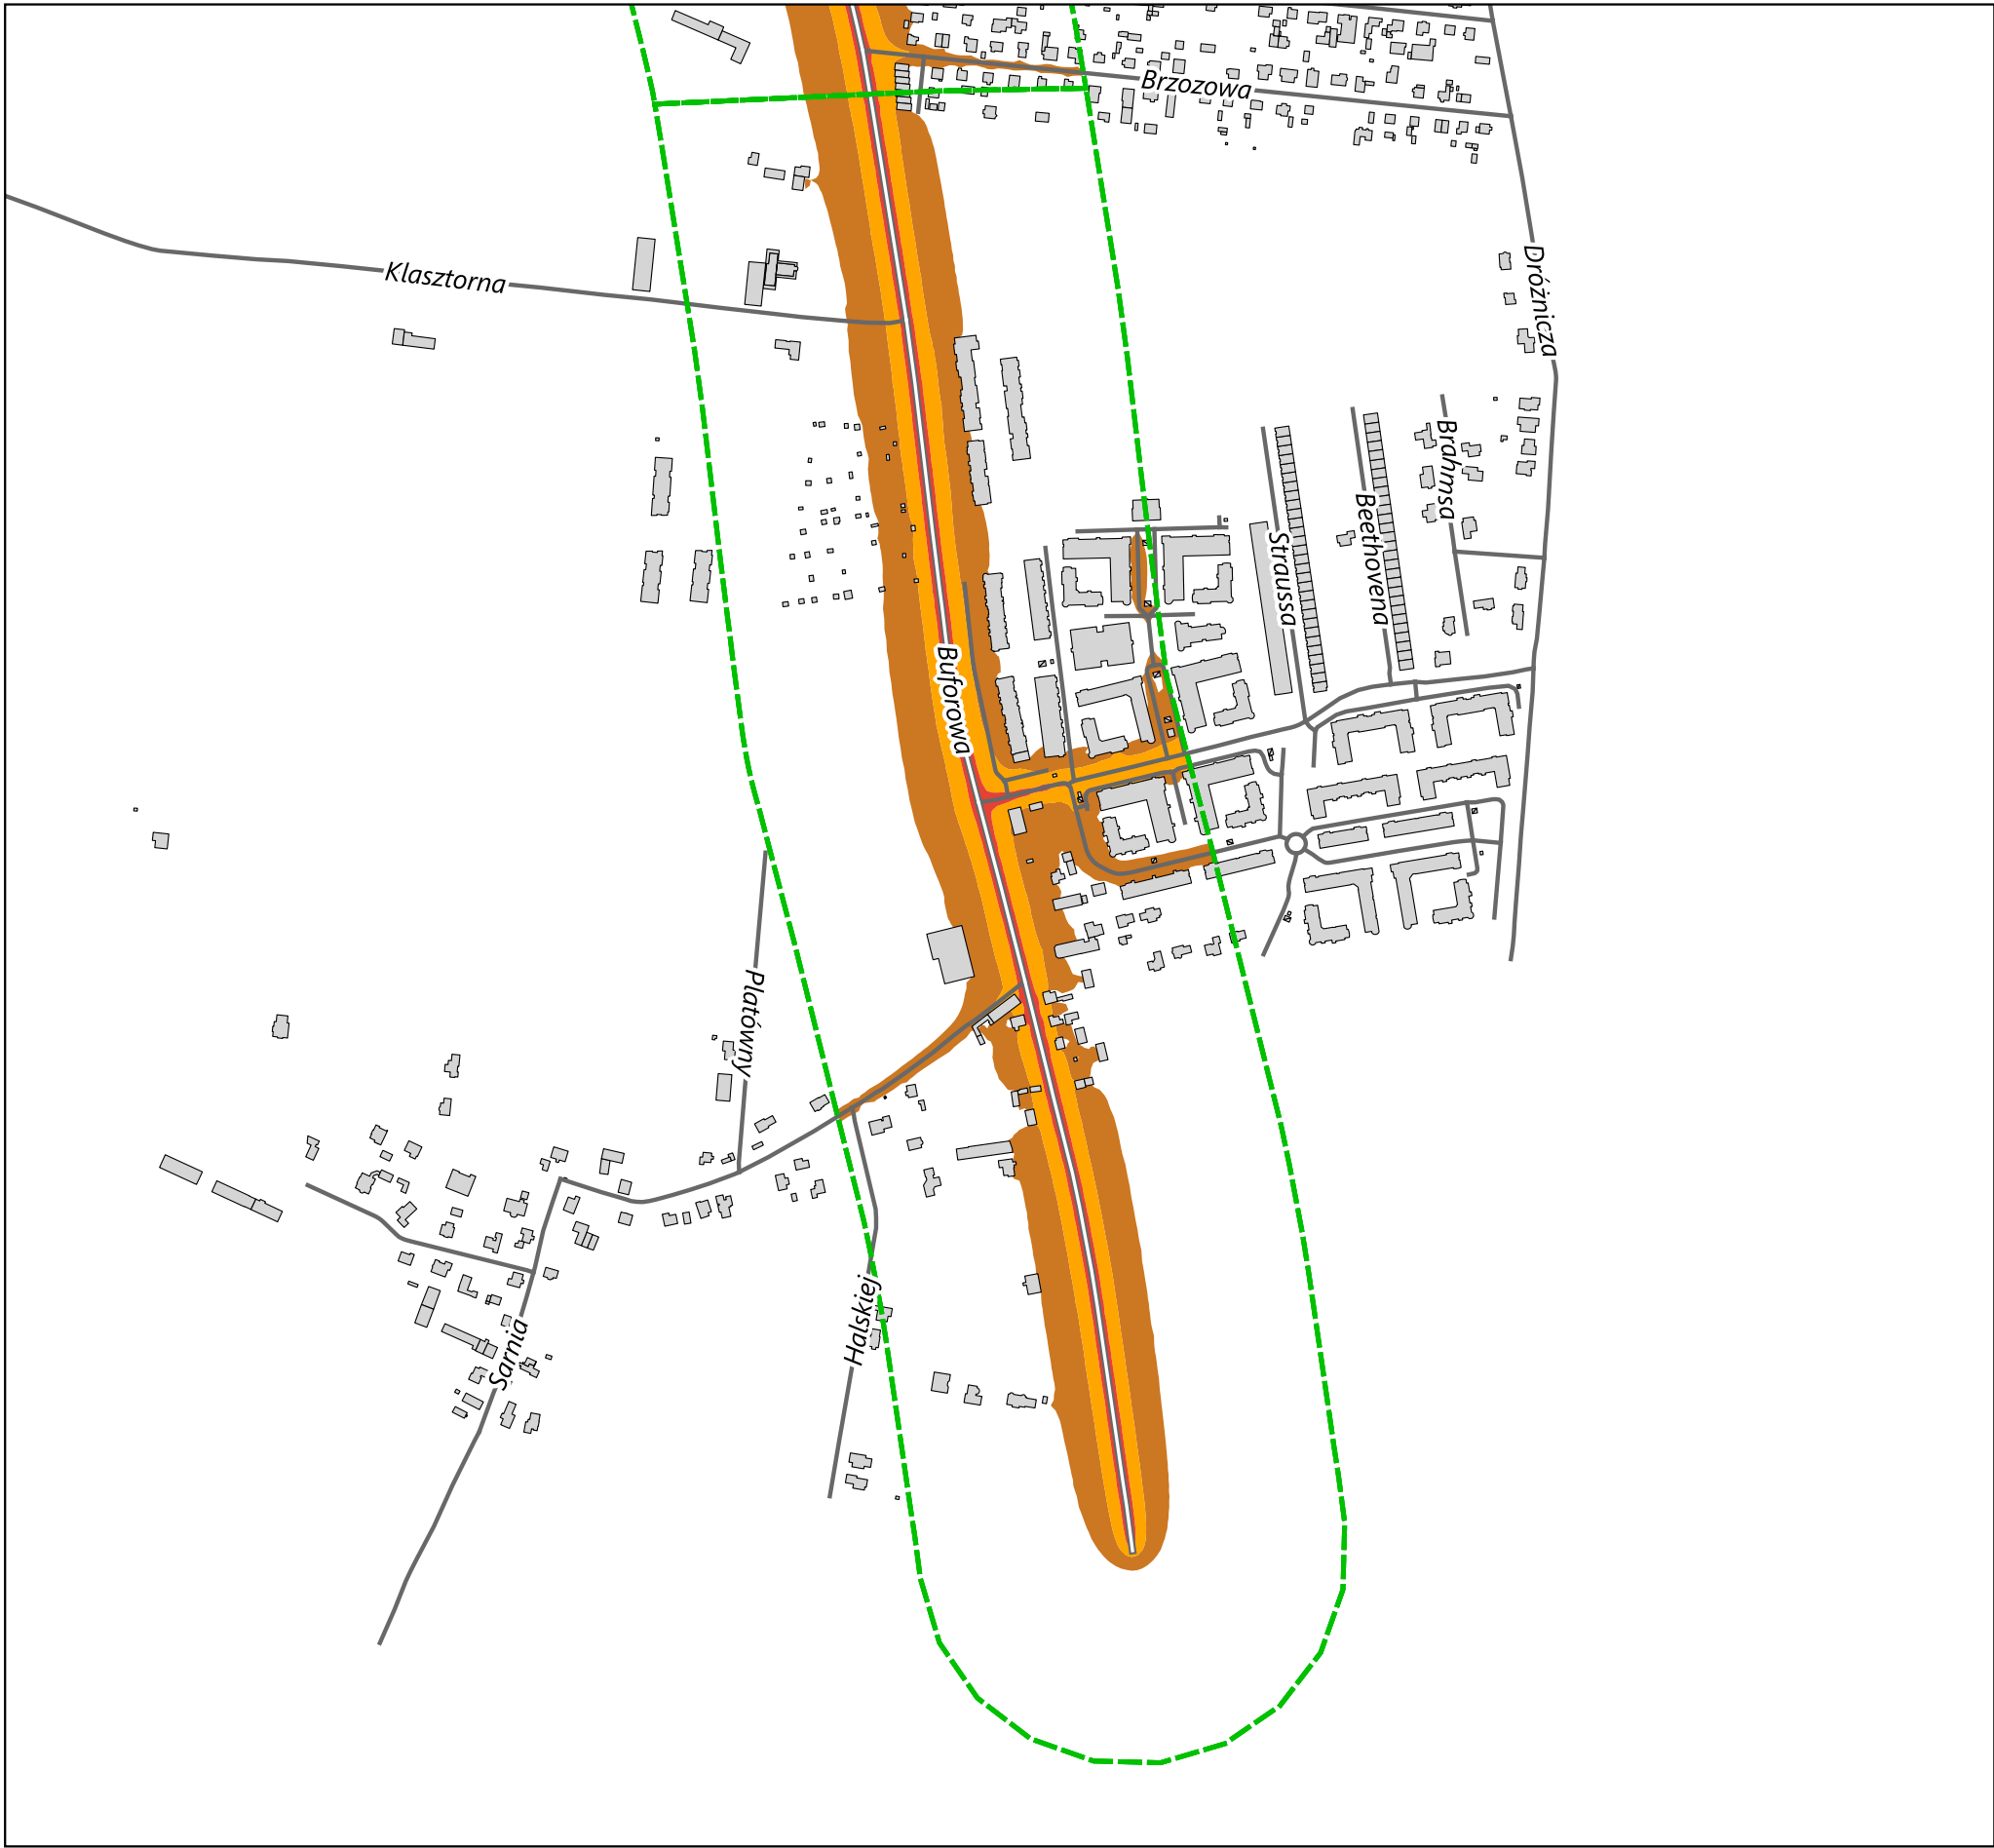 Brzozowa
Klasztorna
Dróżnicza
Brahmsa
Beethovena
Straussa
Buforowa
Platówny
Halskiej
Sarnia